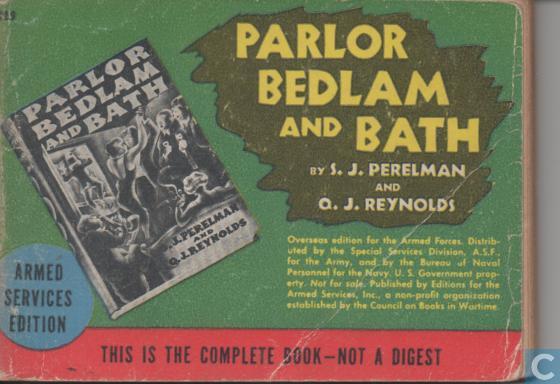 PARLOR
BEDLAM
AND BATH
BY S. J. PERELMAN
AND
Q. J. REYNOLDS
PARLOR
BEDLAM
AND BATH
S.J. PERELMAN
AND
Q. J. REYNOLDS
Overseas edition for the Armed Forces. Distrib-
uted by the Special Services Division, A.S.F.,
for the Army, and by the Bureau of Naval
Personnel for the Navy. U. S. Government prop-
erty. Not for sale. Published by Editions for the
Armed Services, Inc., a non-profit organization
established by the Council on Books in Wartime.
ARMED
SERVICES
EDITION
THIS IS THE COMPLETE BOOK—NOT A DIGEST
C